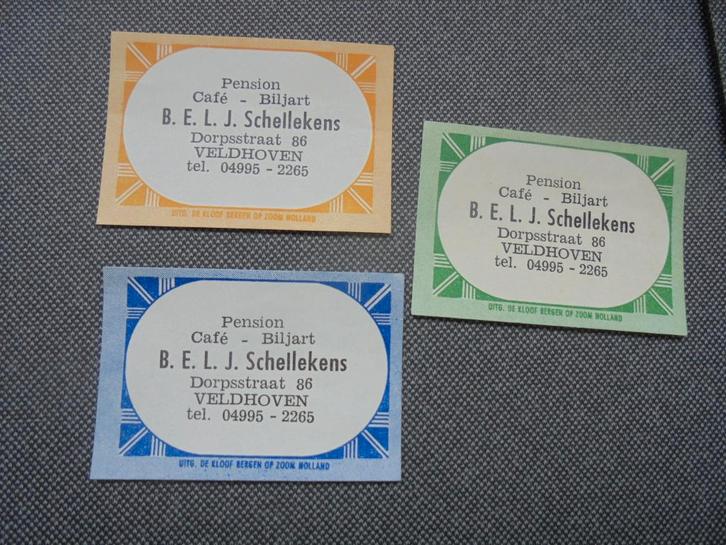 Pension
Café - Biljart
B. E. L. J. Schellekens
Dorpsstraat 86
VELDHOVEN
tel. 04995 - 2265
UITG. DE KLOOF BERGEN OP ZOOM HOLLAND
Pension
Café - Biljart
B. E. L. J. Schellekens
Dorpsstraat 86
VELDHOVEN
tel. 04995 - 2265
UITG. DE KLOOF BERGEN OP ZOOM HOLLAND
Pension
Café - Biljart
B. E. L. J. Schellekens
Dorpsstraat 86
VELDHOVEN
tel. 04995 - 2265
UITG. DE KLOOF BERGEN OP ZOOM HOLLAND